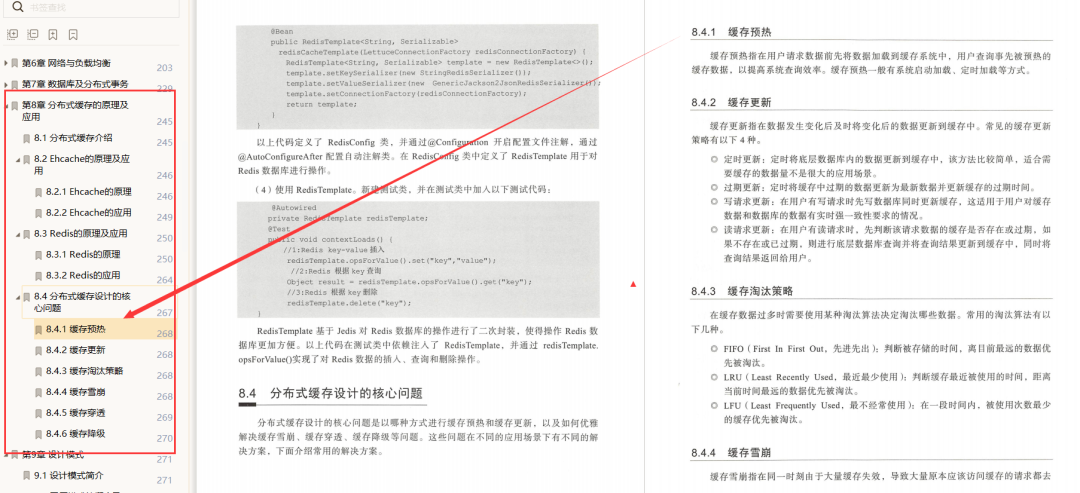 书签查找
第6章 网络与负载均衡 203
第7章 数据库及分布式事务 229
第8章 分布式缓存的原理及
应用 245
8.1 分布式缓存介绍 245
8.2 Ehcache的原理及应
用 246
8.2.1 Ehcache的原理 246
8.2.2 Ehcache的应用 249
8.3 Redis的原理及应用 250
8.3.1 Redis的原理 250
8.3.2 Redis的应用 264
8.4 分布式缓存设计的核
心问题 267
8.4.1 缓存预热 268
8.4.2 缓存更新 268
8.4.3 缓存淘汰策略 268
8.4.4 缓存雪崩 268
8.4.5 缓存穿透 269
8.4.6 缓存降级 270
第9章 设计模式 271
9.1 设计模式简介 271
@Bean
public RedisTemplate<String, Serializable>
redisCacheTemplate(LettuceConnectionFactory redisConnectionFactory) {
RedisTemplate<String, Serializable> template = new RedisTemplate<>();
template.setKeySerializer(new StringRedisSerializer());
template.setValueSerializer(new GenericJackson2JsonRedisSerializer());
template.setConnectionFactory(redisConnectionFactory);
return template;
}
}
以上代码定义了 RedisConfig 类，并通过@Configuration 开启配置文件注解，通过
@AutoConfigureAfter 配置自动注解类。在 RedisConfig 类中定义了 RedisTemplate 用于对
Redis 数据库进行操作。
（4）使用 RedisTemplate。新建测试类，并在测试类中加入以下测试代码：
@Autowired
private RedisTemplate redisTemplate;
@Test
public void contextLoads() {
//1:Redis key-value 插入
redisTemplate.opsForValue().set("key","value");
//2:Redis 根据 key 查询
Object result = redisTemplate.opsForValue().get("key");
//3:Redis 根据 key 删除
redisTemplate.delete("key");
}
RedisTemplate 基于 Jedis 对 Redis 数据库的操作进行了二次封装，使得操作 Redis 数
据库更加方便。以上代码在测试类中依赖注入了 RedisTemplate，并通过 redisTemplate.
opsForValue()实现了对 Redis 数据的插入、查询和删除操作。
8.4 分布式缓存设计的核心问题
分布式缓存设计的核心问题是以哪种方式进行缓存预热和缓存更新，以及如何优雅
解决缓存雪崩、缓存穿透、缓存降级等问题。这些问题在不同的应用场景下有不同的解
决方案，下面介绍常用的解决方案。
8.4.1 缓存预热
缓存预热指在用户请求数据前先将数据加载到缓存系统中，用户查询事先被预热的
缓存数据，以提高系统查询效率。缓存预热一般有系统启动加载、定时加载等方式。
8.4.2 缓存更新
缓存更新指在数据发生变化后及时将变化后的数据更新到缓存中。常见的缓存更新
策略有以下 4 种。
◎ 定时更新：定时将底层数据库内的数据更新到缓存中，该方法比较简单，适合需
要缓存的数据量不是很大的应用场景。
◎ 过期更新：定时将缓存中过期的数据更新为最新数据并更新缓存的过期时间。
◎ 写请求更新：在用户有写请求时先写数据库同时更新缓存，这适用于用户对缓存
数据和数据库的数据有实时强一致性要求的情况。
◎ 读请求更新：在用户有读请求时，先判断该请求数据的缓存是否存在或过期，如
果不存在或已过期，则进行底层数据库查询并将查询结果更新到缓存中，同时将
查询结果返回给用户。
8.4.3 缓存淘汰策略
在缓存数据过多时需要使用某种淘汰算法决定淘汰哪些数据。常用的淘汰算法有以
下几种。
◎ FIFO（First In First Out，先进先出）：判断被存储的时间，离目前最远的数据优
先被淘汰。
◎ LRU（Least Recently Used，最近最少使用）：判断缓存最近被使用的时间，距离
当前时间最远的数据优先被淘汰。
◎ LFU（Least Frequently Used，最不经常使用）：在一段时间内，被使用次数最少
的缓存优先被淘汰。
8.4.4 缓存雪崩
缓存雪崩指在同一时刻由于大量缓存失效，导致大量原本应该访问缓存的请求都去